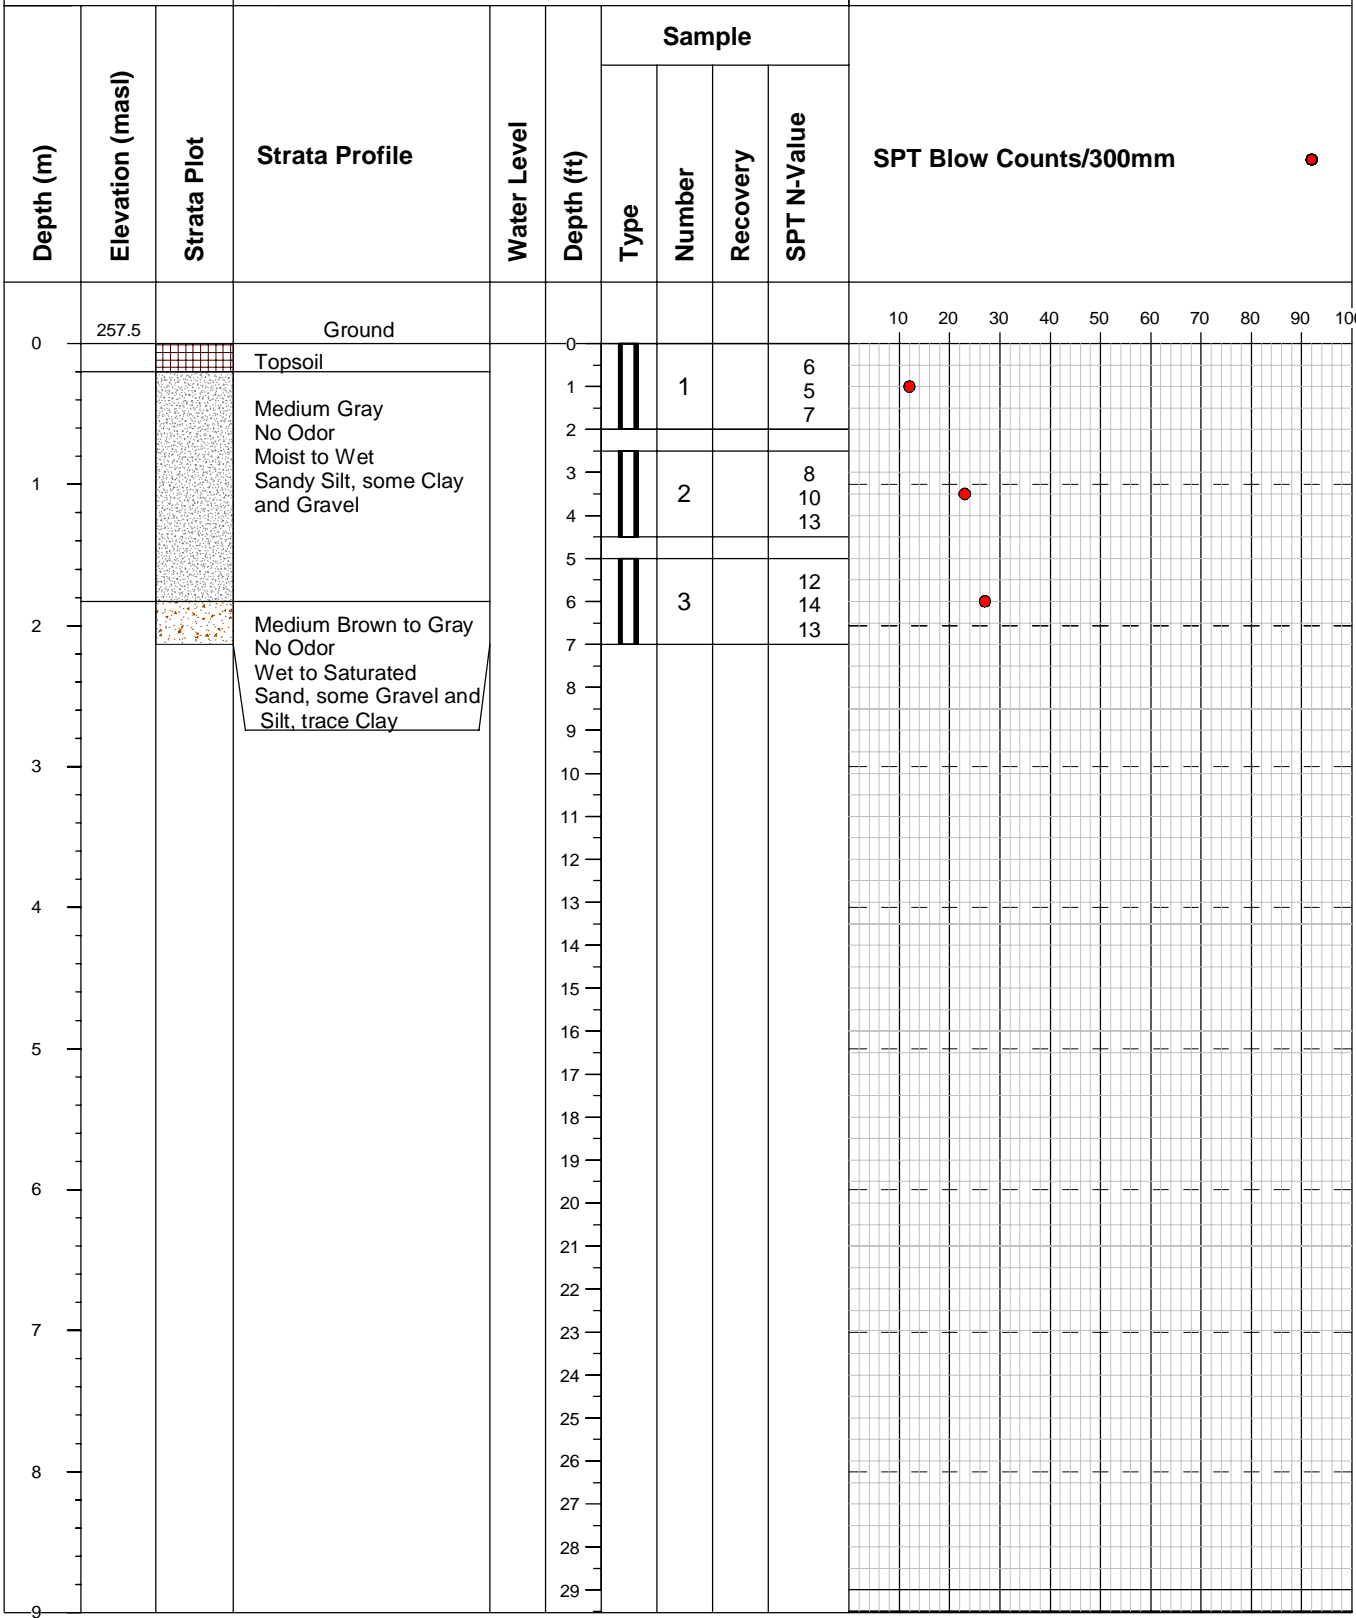 Sample
Depth (m)
Elevation (masl)
Strata Plot
Strata Profile
Water Level
Depth (ft)
Type
Number
Recovery
SPT N-Value
SPT Blow Counts/300mm
257.5
Ground
10 20 30 40 50 60 70 80 90 100
0
0
Topsoil
6
1
1
5
7
Medium Gray
No Odor
Moist to Wet
Sandy Silt, some Clay
and Gravel
2
3
8
1
2
10
4
13
5
12
6
3
14
13
2
Medium Brown to Gray
No Odor
Wet to Saturated
Sand, some Gravel and
Silt, trace Clay
7
8
9
3
10
11
12
4
13
14
15
16
5
17
18
19
6
20
21
22
7
23
24
25
8
26
27
28
29
9